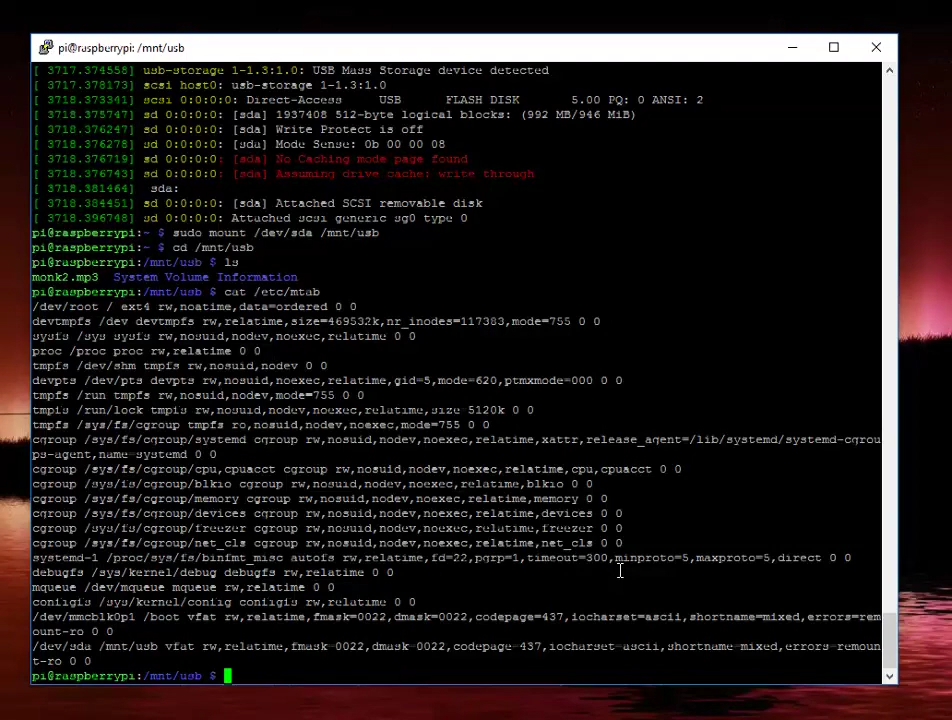 pi@raspberrypi: /mnt/usb
[ 3717.374558] usb-storage 1-1.3:1.0: USB Mass Storage device detected
[ 3717.378173] scsi host0: usb-storage 1-1.3:1.0
[ 3718.373341] scsi 0:0:0:0: Direct-Access     USB      FLASH DISK       5.00 PQ: 0 ANSI: 2
[ 3718.375747] sd 0:0:0:0: [sda] 1937408 512-byte logical blocks: (992 MB/946 MiB)
[ 3718.376247] sd 0:0:0:0: [sda] Write Protect is off
[ 3718.376278] sd 0:0:0:0: [sda] Mode Sense: 0b 00 00 08
[ 3718.376719] sd 0:0:0:0: [sda] No Caching mode page found
[ 3718.376743] sd 0:0:0:0: [sda] Assuming drive cache: write through
[ 3718.381464]  sda:
[ 3718.384451] sd 0:0:0:0: [sda] Attached SCSI removable disk
[ 3718.396748] sd 0:0:0:0: Attached scsi generic sg0 type 0
pi@raspberrypi:~ $ sudo mount /dev/sda /mnt/usb
pi@raspberrypi:~ $ cd /mnt/usb
pi@raspberrypi:/mnt/usb $ ls
monk2.mp3  System Volume Information
pi@raspberrypi:/mnt/usb $ cat /etc/mtab
/dev/root / ext4 rw,noatime,data=ordered 0 0
devtmpfs /dev devtmpfs rw,relatime,size=469532k,nr_inodes=117383,mode=755 0 0
sysfs /sys sysfs rw,nosuid,nodev,noexec,relatime 0 0
proc /proc proc rw,relatime 0 0
tmpfs /dev/shm tmpfs rw,nosuid,nodev 0 0
devpts /dev/pts devpts rw,nosuid,noexec,relatime,gid=5,mode=620,ptmxmode=000 0 0
tmpfs /run tmpfs rw,nosuid,nodev,mode=755 0 0
tmpfs /run/lock tmpfs rw,nosuid,nodev,noexec,relatime,size=5120k 0 0
tmpfs /sys/fs/cgroup tmpfs ro,nosuid,nodev,noexec,mode=755 0 0
cgroup /sys/fs/cgroup/systemd cgroup rw,nosuid,nodev,noexec,relatime,xattr,release_agent=/lib/systemd/systemd-cgrou
ps-agent,name=systemd 0 0
cgroup /sys/fs/cgroup/cpu,cpuacct cgroup rw,nosuid,nodev,noexec,relatime,cpu,cpuacct 0 0
cgroup /sys/fs/cgroup/blkio cgroup rw,nosuid,nodev,noexec,relatime,blkio 0 0
cgroup /sys/fs/cgroup/memory cgroup rw,nosuid,nodev,noexec,relatime,memory 0 0
cgroup /sys/fs/cgroup/devices cgroup rw,nosuid,nodev,noexec,relatime,devices 0 0
cgroup /sys/fs/cgroup/freezer cgroup rw,nosuid,nodev,noexec,relatime,freezer 0 0
cgroup /sys/fs/cgroup/net_cls cgroup rw,nosuid,nodev,noexec,relatime,net_cls 0 0
systemd-1 /proc/sys/fs/binfmt_misc autofs rw,relatime,fd=22,pgrp=1,timeout=300,minproto=5,maxproto=5,direct 0 0
debugfs /sys/kernel/debug debugfs rw,relatime 0 0
mqueue /dev/mqueue mqueue rw,relatime 0 0
configfs /sys/kernel/config configfs rw,relatime 0 0
/dev/mmcblk0p1 /boot vfat rw,relatime,fmask=0022,dmask=0022,codepage=437,iocharset=ascii,shortname=mixed,errors=rem
ount-ro 0 0
/dev/sda /mnt/usb vfat rw,relatime,fmask=0022,dmask=0022,codepage=437,iocharset=ascii,shortname=mixed,errors=remoun
t-ro 0 0
pi@raspberrypi:/mnt/usb $